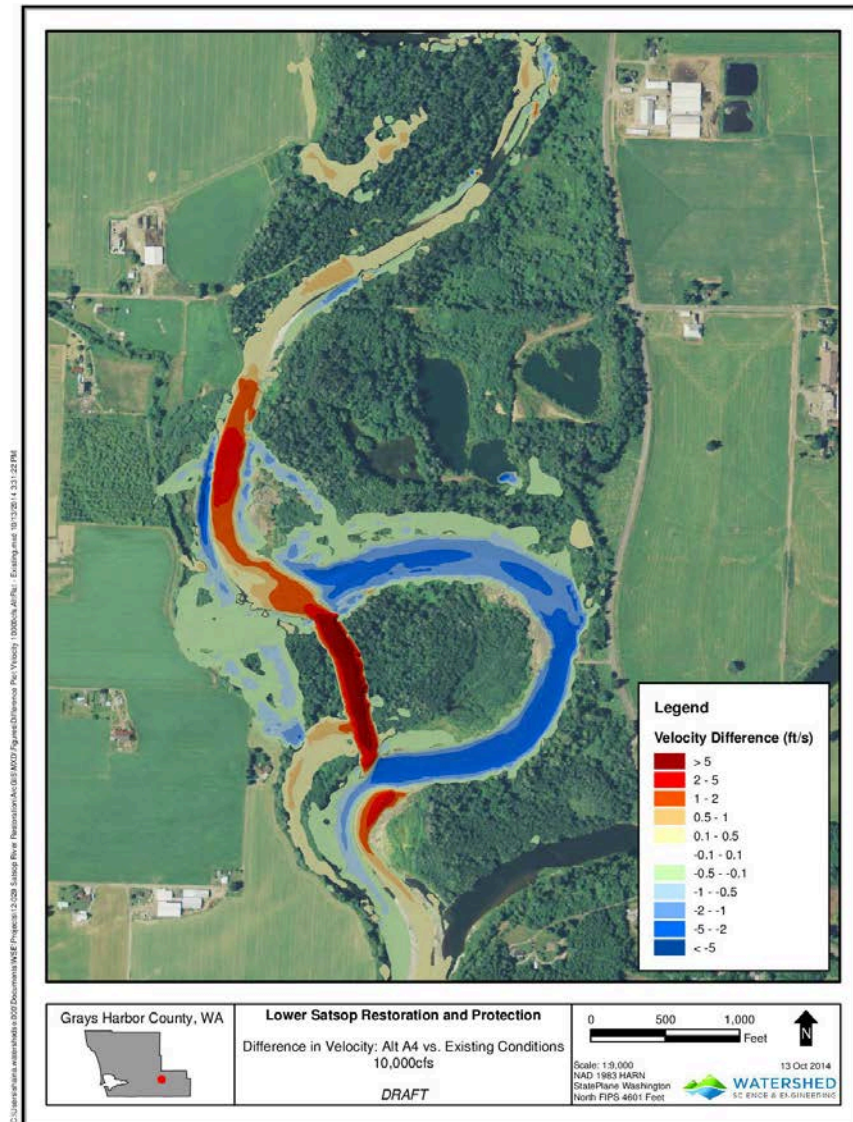 Legend
Velocity Difference (ft/s)
> 5
2 - 5
1 - 2
0.5 - 1
0.1 - 0.5
-0.1 - 0.1
-0.5 - -0.1
-1 - -0.5
-2 - -1
-5 - -2
< -5
Grays Harbor County, WA
Lower Satsop Restoration and Protection
Difference in Velocity: Alt A4 vs. Existing Conditions
10,000cfs
DRAFT
0 500 1,000
Feet
N
Scale: 1:9,000
NAD 1983 HARN
StatePlane Washington
North FIPS 4601 Feet
13 Oct 2014
WATERSHED
SCIENCE & ENGINEERING